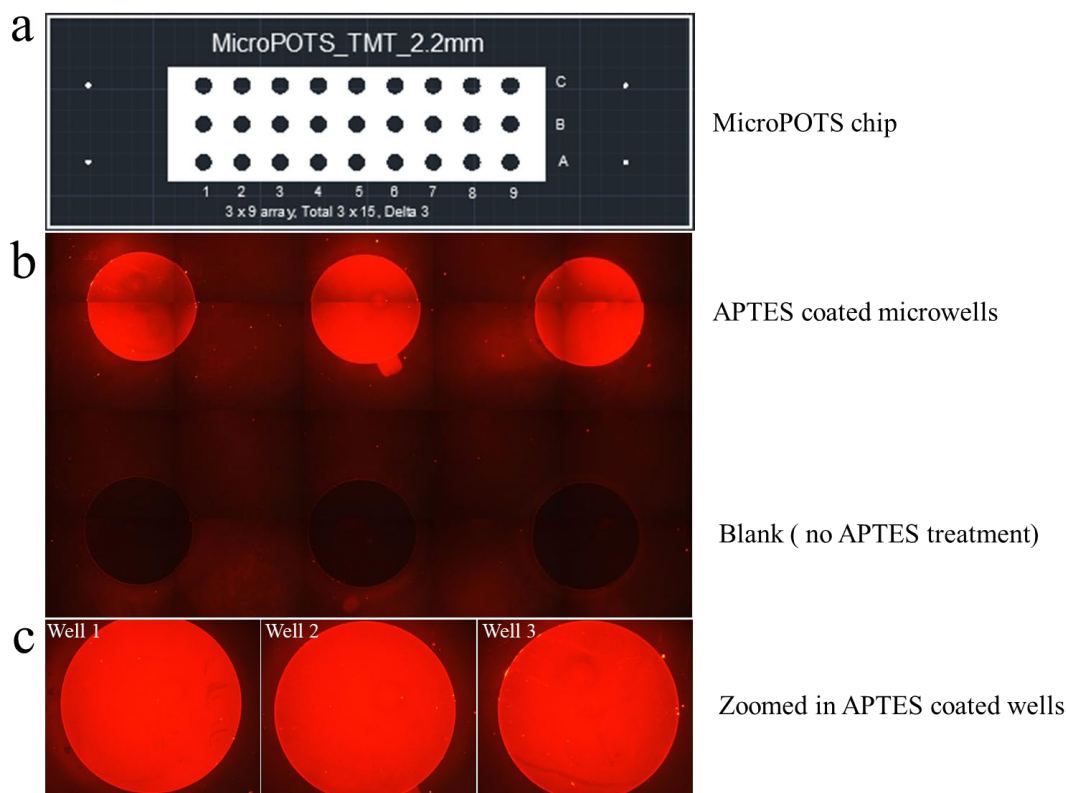 a
MicroPOTS_TMT_2.2mm
C
B
A
1 2 3 4 5 6 7 8 9
3 x 9 array, Total 3 x 15, Delta 3
MicroPOTS chip
b
APTES coated microwells
Blank ( no APTES treatment)
c
Well 1
Well 2
Well 3
Zoomed in APTES coated wells